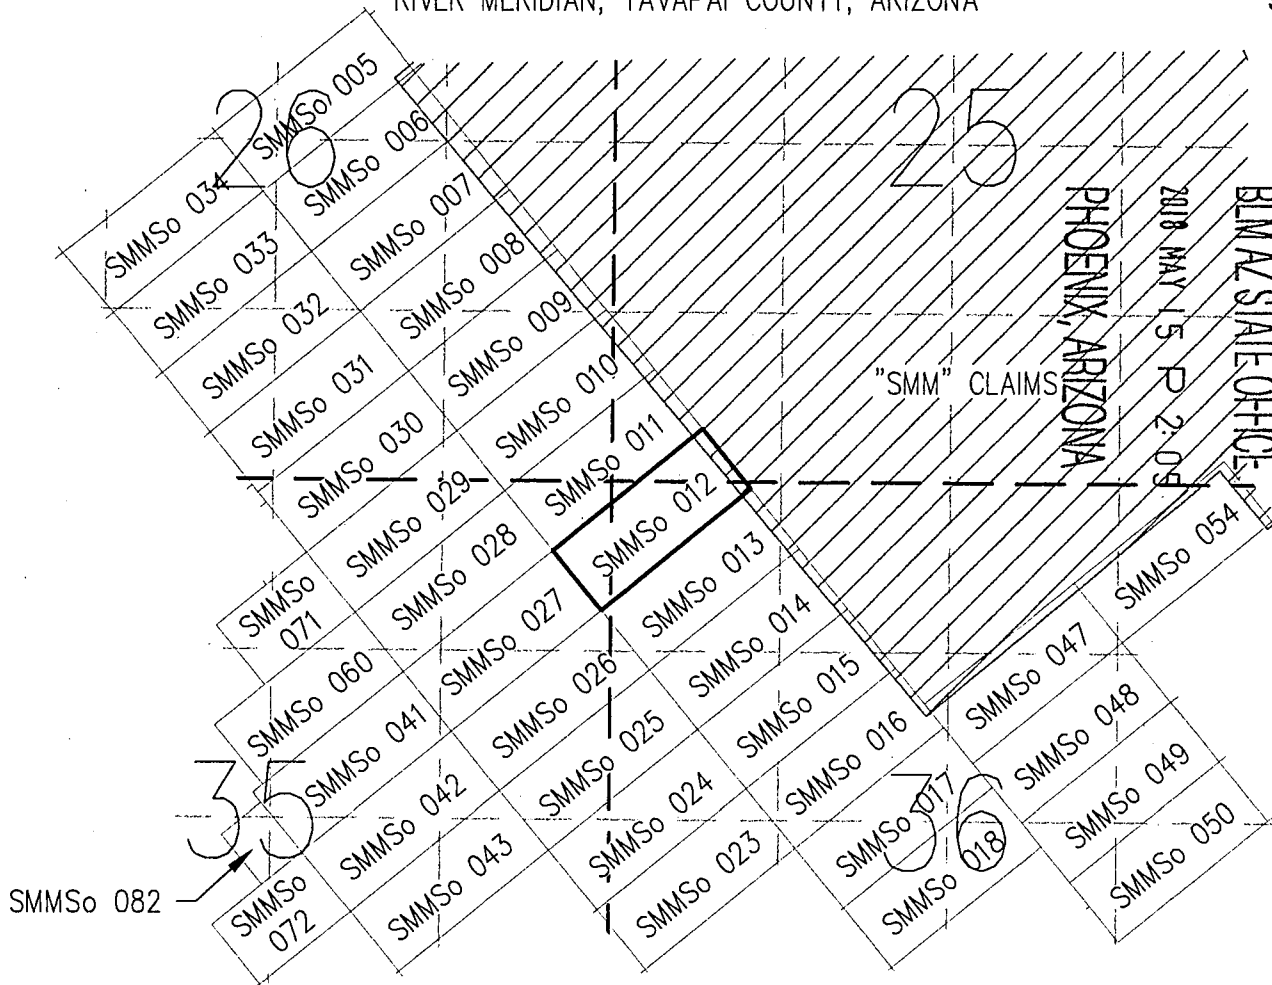 RIVER MERIDIAN, YAVAPAI COUNTY, ARIZONA
26
25
SMMSo 005
SMMSo 006
SMMSo 007
SMMSo 008
SMMSo 009
SMMSo 010
SMMSo 011
SMMSo 012
SMMSo 013
SMMSo 014
SMMSo 015
SMMSo 016
SMMSo 017
SMMSo 018
SMMSo 034
SMMSo 033
SMMSo 032
SMMSo 031
SMMSo 030
SMMSo 029
SMMSo 028
SMMSo 027
SMMSo 026
SMMSo 025
SMMSo 024
SMMSo 023
SMMSo
071
SMMSo 060
SMMSo 041
SMMSo 042
SMMSo 043
SMMSo
072
SMMSo 082
35
36
"SMM" CLAIMS
SMMSo 054
SMMSo 047
SMMSo 048
SMMSo 049
SMMSo 050
BLM AZ STATE OFFICE
2018 MAY 15 P 2:09
PHOENIX, ARIZONA